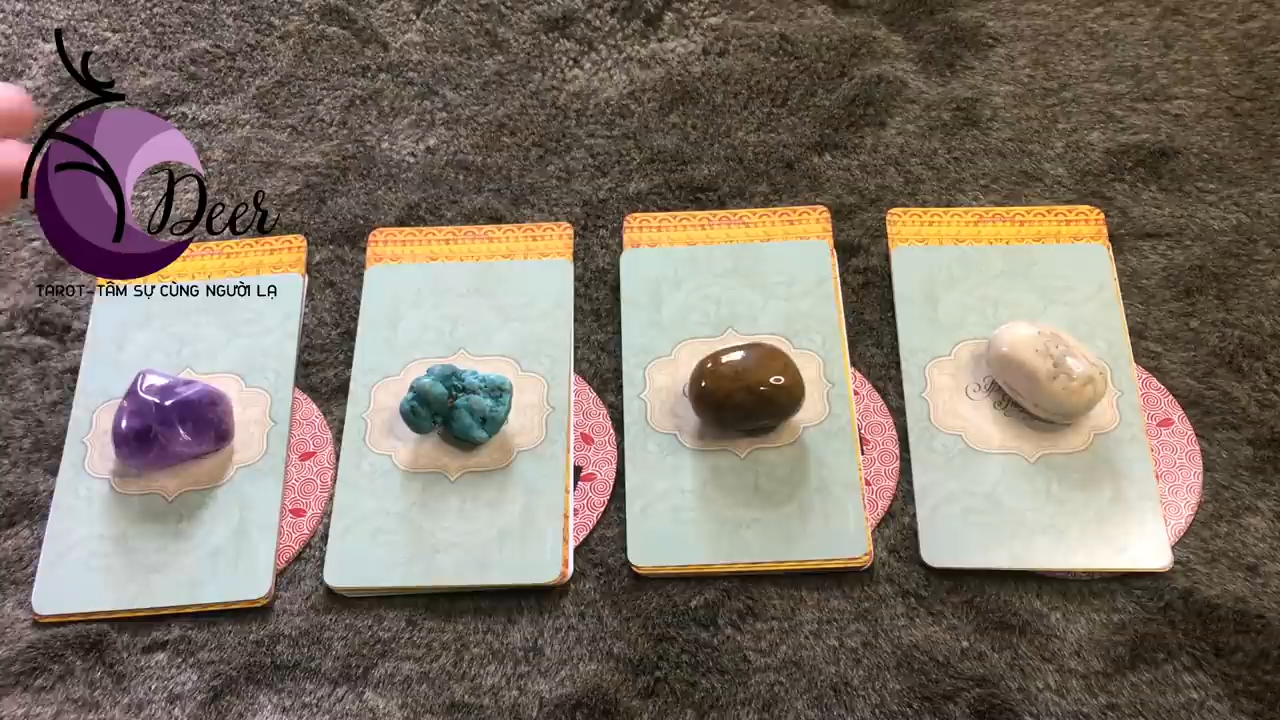 Deer
TAROT-TÂM SỰ CÙNG NGƯỜI LẠ